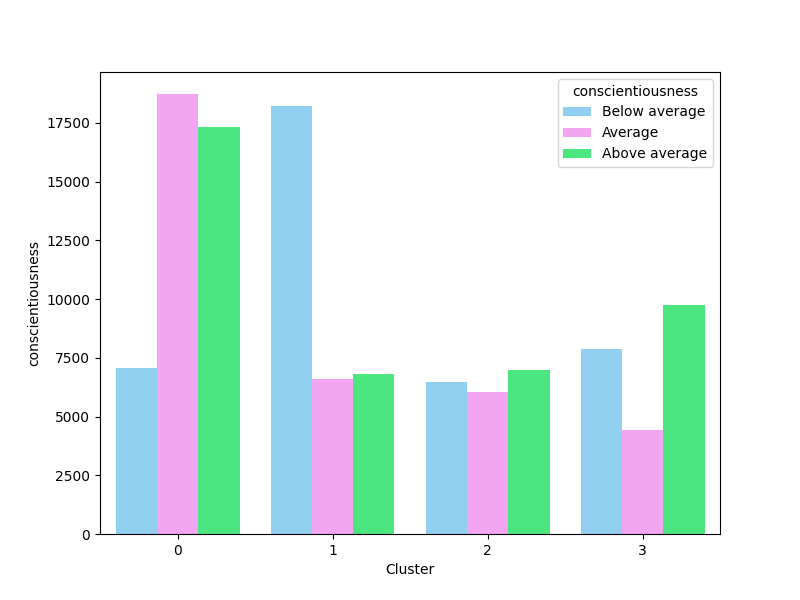 conscientiousness
Below average
Average
Above average
17500
15000
12500
10000
7500
5000
2500
0
conscientiousness
0 1 2 3
Cluster